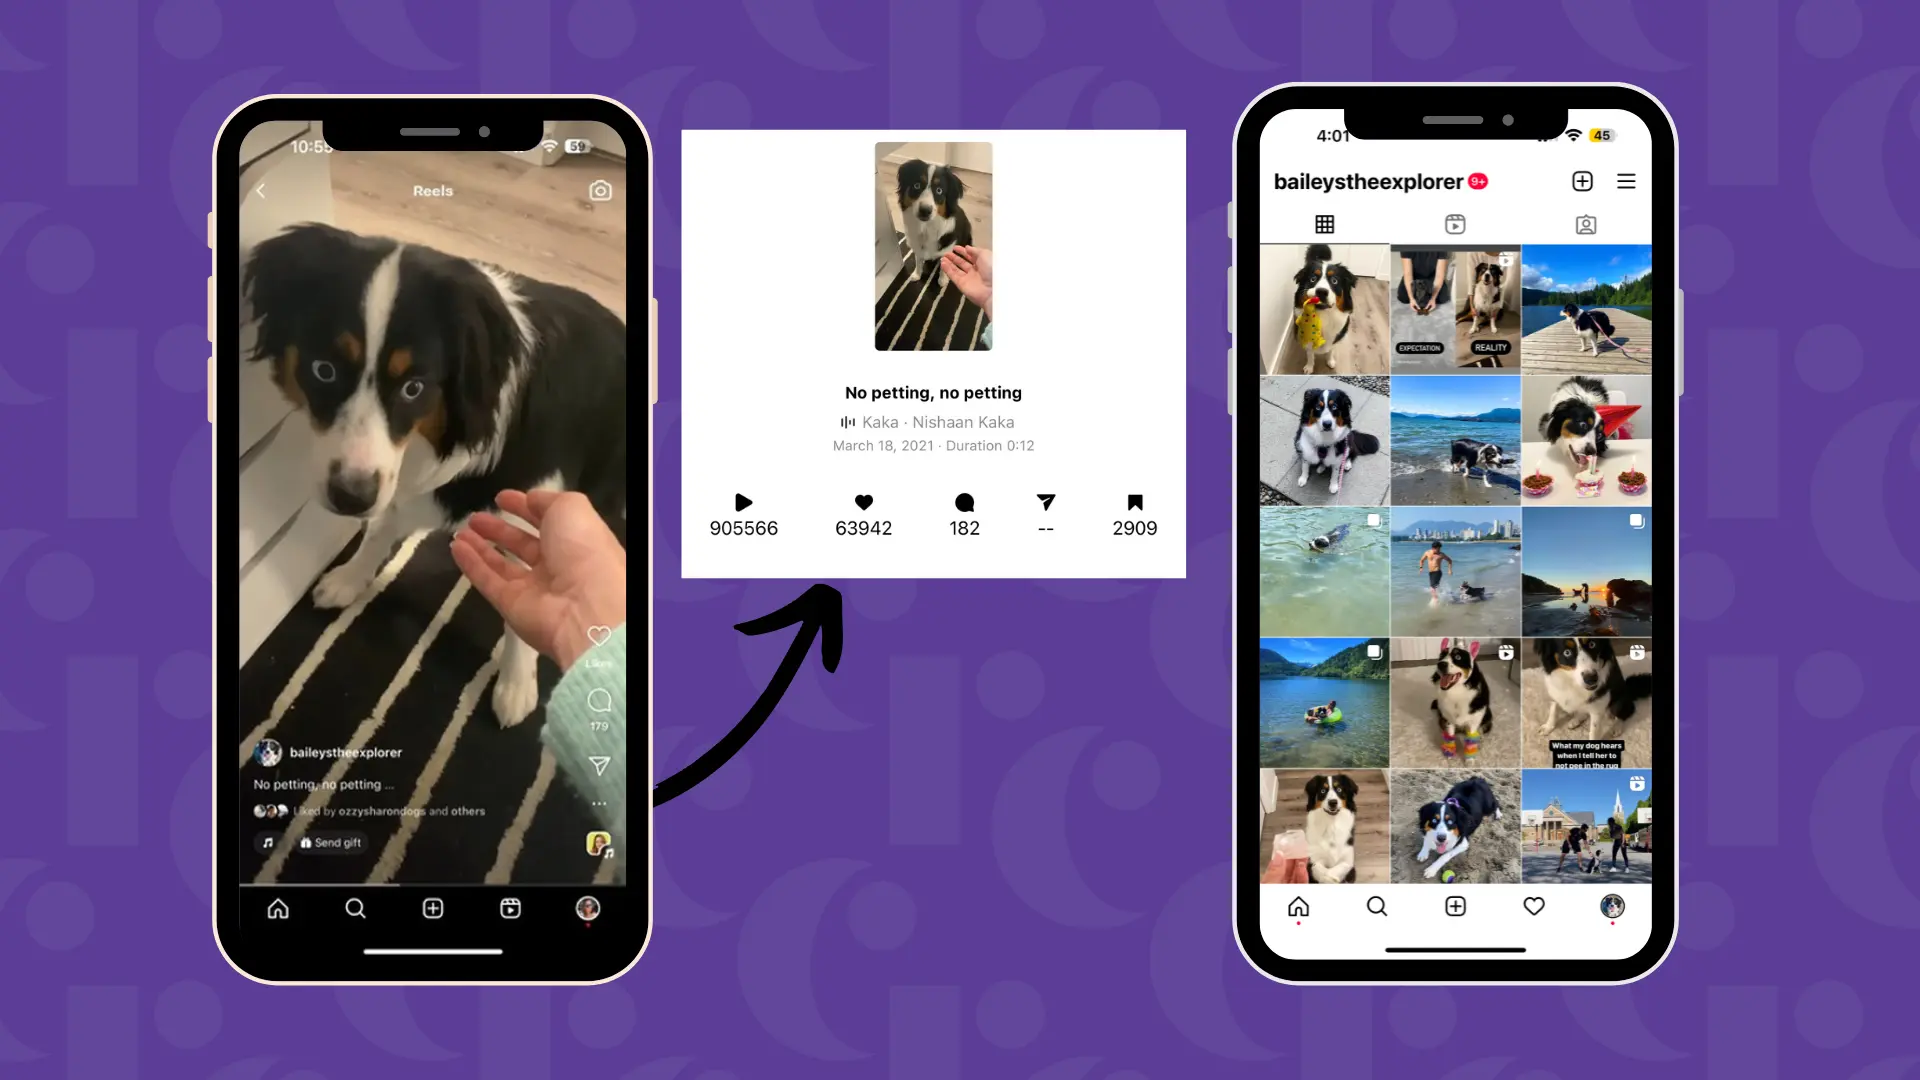 10:55
59
Reels
Likes
179
baileystheexplorer
No petting, no petting ...
Liked by ozzysharondogs and others
Send gift
No petting, no petting
Kaka · Nishaan Kaka
March 18, 2021 · Duration 0:12
905566 63942 182 -- 2909
4:01
45
baileystheexplorer 9+
EXPECTATION REALITY
What my dog hears
when I tell her to
not pee in the rug